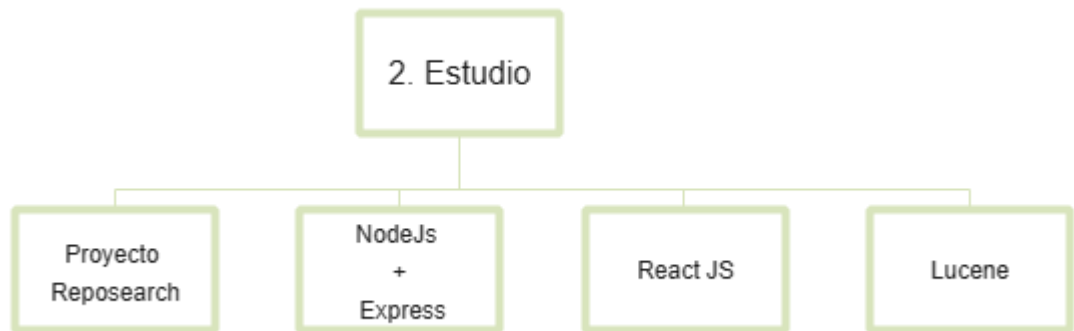 2. Estudio
Proyecto
Reposearch
NodeJs
+
Express
React JS
Lucene